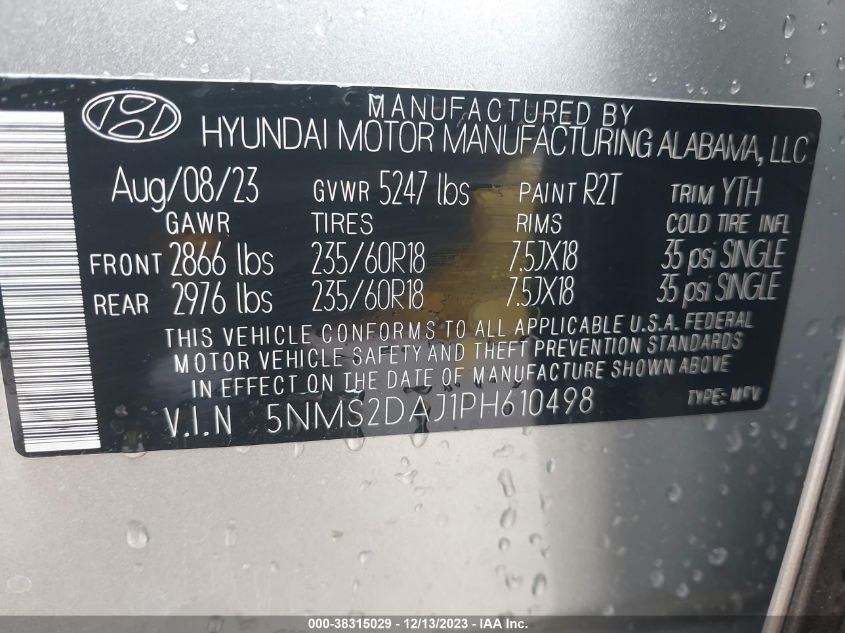 MANUFACTURED BY
HYUNDAI MOTOR MANUFACTURING ALABAMA, LLC
Aug/08/23 GVWR 5247 lbs PAINT R2T TRIM YTH
GAWR TIRES RIMS COLD TIRE INFL
FRONT 2866 lbs 235/60R18 7.5JX18 35 psi SINGLE
REAR 2976 lbs 235/60R18 7.5JX18 35 psi SINGLE
THIS VEHICLE CONFORMS TO ALL APPLICABLE U.S.A. FEDERAL
MOTOR VEHICLE SAFETY AND THEFT PREVENTION STANDARDS
IN EFFECT ON THE DATE OF MANUFACTURE SHOWN ABOVE
V.I.N 5NMS2DAJ1PH610498 TYPE: MPV
000-38315029 - 12/13/2023 - IAAI, Inc.